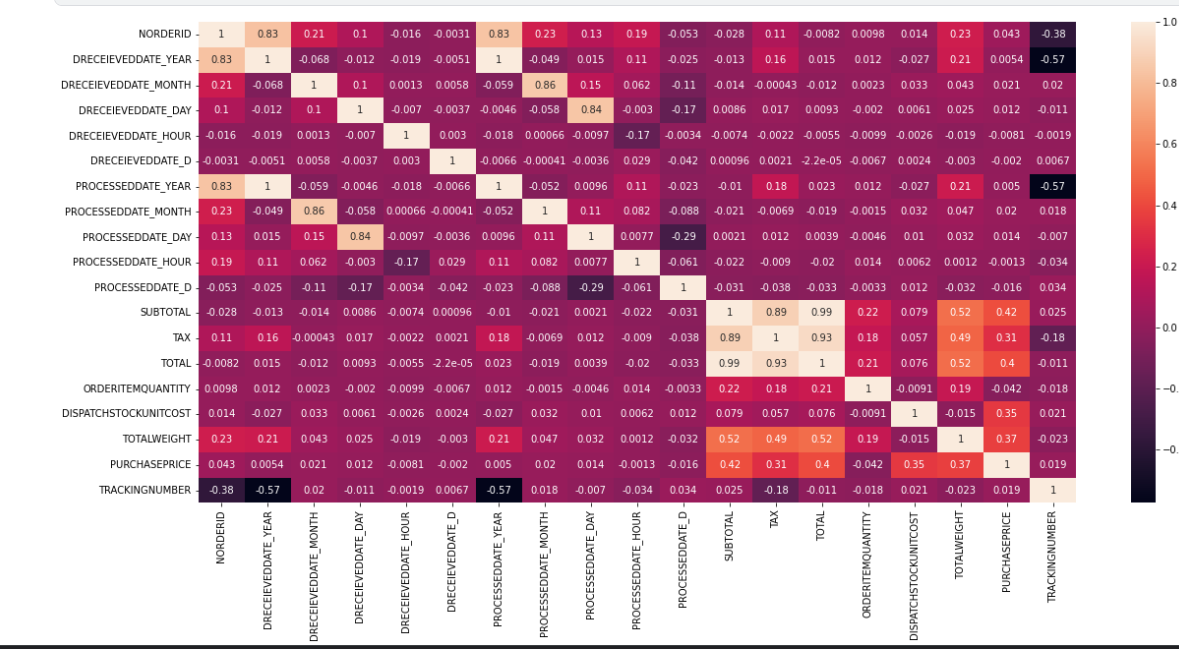 NORDERID 1 0.83 0.21 0.1 -0.016 -0.0031 0.83 0.23 0.13 0.19 -0.053 -0.028 0.11 -0.0082 0.0098 0.014 0.23 0.043 -0.38
DRECEIEVEDDATE_YEAR 0.83 1 -0.068 -0.012 -0.019 -0.0051 1 -0.049 0.015 0.11 -0.025 -0.013 0.16 0.015 0.012 -0.027 0.21 0.0054 -0.57
DRECEIEVEDDATE_MONTH 0.21 -0.068 1 0.1 0.0013 0.0058 -0.059 0.86 0.15 0.062 -0.11 -0.014 -0.00043 -0.012 0.0023 0.033 0.043 0.021 0.02
DRECEIEVEDDATE_DAY 0.1 -0.012 0.1 1 -0.007 -0.0037 -0.0046 -0.058 0.84 -0.003 -0.17 0.0086 0.017 0.0093 -0.002 0.0061 0.025 0.012 -0.011
DRECEIEVEDDATE_HOUR -0.016 -0.019 0.0013 -0.007 1 0.003 -0.018 0.00066 -0.0097 -0.17 -0.0034 -0.0074 -0.0022 -0.0055 -0.0099 -0.0026 -0.019 -0.0081 -0.0019
DRECEIEVEDDATE_D -0.0031 -0.0051 0.0058 -0.0037 0.003 1 -0.0066 -0.00041 -0.0036 0.029 -0.042 0.00096 0.0021 -2.2e-05 -0.0067 0.0024 -0.003 -0.002 0.0067
PROCESSEDDATE_YEAR 0.83 1 -0.059 -0.0046 -0.018 -0.0066 1 -0.052 0.0096 0.11 -0.023 -0.01 0.18 0.023 0.012 -0.027 0.21 0.005 -0.57
PROCESSEDDATE_MONTH 0.23 -0.049 0.86 -0.058 0.00066 -0.00041 -0.052 1 0.11 0.082 -0.088 -0.021 -0.0069 -0.019 -0.0015 0.032 0.047 0.02 0.018
PROCESSEDDATE_DAY 0.13 0.015 0.15 0.84 -0.0097 -0.0036 0.0096 0.11 1 0.0077 -0.29 0.0021 0.012 0.0039 -0.0046 0.01 0.032 0.014 -0.007
PROCESSEDDATE_HOUR 0.19 0.11 0.062 -0.003 -0.17 0.029 0.11 0.082 0.0077 1 -0.061 -0.022 -0.009 -0.02 0.014 0.0062 0.0012 -0.0013 -0.034
PROCESSEDDATE_D -0.053 -0.025 -0.11 -0.17 -0.0034 -0.042 -0.023 -0.088 -0.29 -0.061 1 -0.031 -0.038 -0.033 -0.0033 0.012 -0.032 -0.016 0.034
SUBTOTAL -0.028 -0.013 -0.014 0.0086 -0.0074 0.00096 -0.01 -0.021 0.0021 -0.022 -0.031 1 0.89 0.99 0.22 0.079 0.52 0.42 0.025
TAX 0.11 0.16 -0.00043 0.017 -0.0022 0.0021 0.18 -0.0069 0.012 -0.009 -0.038 0.89 1 0.93 0.18 0.057 0.49 0.31 -0.18
TOTAL -0.0082 0.015 -0.012 0.0093 -0.0055 -2.2e-05 0.023 -0.019 0.0039 -0.02 -0.033 0.99 0.93 1 0.21 0.076 0.52 0.4 -0.011
ORDERITEMQUANTITY 0.0098 0.012 0.0023 -0.002 -0.0099 -0.0067 0.012 -0.0015 -0.0046 0.014 -0.0033 0.22 0.18 0.21 1 -0.0091 0.19 -0.042 -0.018
DISPATCHSTOCKUNITCOST 0.014 -0.027 0.033 0.0061 -0.0026 0.0024 -0.027 0.032 0.01 0.0062 0.012 0.079 0.057 0.076 -0.0091 1 -0.015 0.35 0.021
TOTALWEIGHT 0.23 0.21 0.043 0.025 -0.019 -0.003 0.21 0.047 0.032 0.0012 -0.032 0.52 0.49 0.52 0.19 -0.015 1 0.37 -0.023
PURCHASEPRICE 0.043 0.0054 0.021 0.012 -0.0081 -0.002 0.005 0.02 0.014 -0.0013 -0.016 0.42 0.31 0.4 -0.042 0.35 0.37 1 0.019
TRACKINGNUMBER -0.38 -0.57 0.02 -0.011 -0.0019 0.0067 -0.57 0.018 -0.007 -0.034 0.034 0.025 -0.18 -0.011 -0.018 0.021 -0.023 0.019 1
NORDERID
DRECEIEVEDDATE_YEAR
DRECEIEVEDDATE_MONTH
DRECEIEVEDDATE_DAY
DRECEIEVEDDATE_HOUR
DRECEIEVEDDATE_D
PROCESSEDDATE_YEAR
PROCESSEDDATE_MONTH
PROCESSEDDATE_DAY
PROCESSEDDATE_HOUR
PROCESSEDDATE_D
SUBTOTAL
TAX
TOTAL
ORDERITEMQUANTITY
DISPATCHSTOCKUNITCOST
TOTALWEIGHT
PURCHASEPRICE
TRACKINGNUMBER
1.0
0.8
0.6
0.4
0.2
0.0